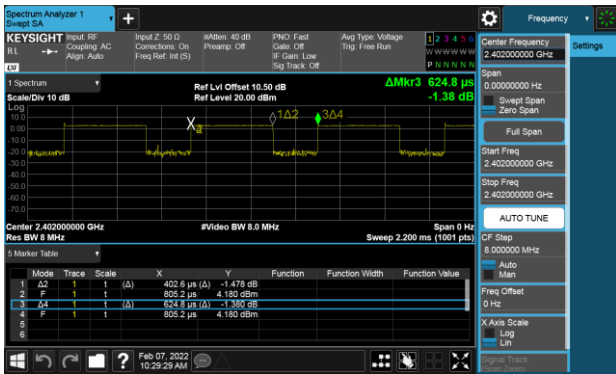 Spectrum Analyzer 1
Swept SA
Frequency
KEYSIGHT
RL
Input: RF
Coupling: AC
Align: Auto
Input Z: 50 Ω
Corrections: On
Freq Ref: Int (S)
#Atten: 40 dB
Preamp: Off
PNO: Fast
Gate: Off
IF Gain: Low
Sig Track: Off
Avg Type: Voltage
Trig: Free Run
1 2 3 4 5 6
W W W W W W
P N N N N N
LXI
1 Spectrum
Scale/Div 10 dB
Ref Lvl Offset 10.50 dB
Ref Level 20.00 dBm
ΔMkr3 624.8 µs
-1.38 dB
Log
10.0
0.00
-10.0
-20.0
-30.0
-40.0
-50.0
-60.0
-70.0
1Δ2
3Δ4
Center 2.402000000 GHz
Res BW 8 MHz
#Video BW 8.0 MHz
Span 0 Hz
Sweep 2.200 ms (1001 pts)
5 Marker Table
Mode Trace Scale X Y Function Function Width Function Value
1 Δ2 1 t (Δ) 402.6 µs (Δ) -1.478 dB
2 F 1 t 805.2 µs 4.180 dBm
3 Δ4 1 t (Δ) 624.8 µs (Δ) -1.380 dB
4 F 1 t 805.2 µs 4.180 dBm
5
6
Feb 07, 2022
10:29:29 AM
Settings
Center Frequency
2.402000000 GHz
Span
0.00000000 Hz
Swept Span
Zero Span
Full Span
Start Freq
2.402000000 GHz
Stop Freq
2.402000000 GHz
AUTO TUNE
CF Step
8.000000 MHz
Auto
Man
Freq Offset
0 Hz
X Axis Scale
Log
Lin
Signal Track
(Span Zoom)